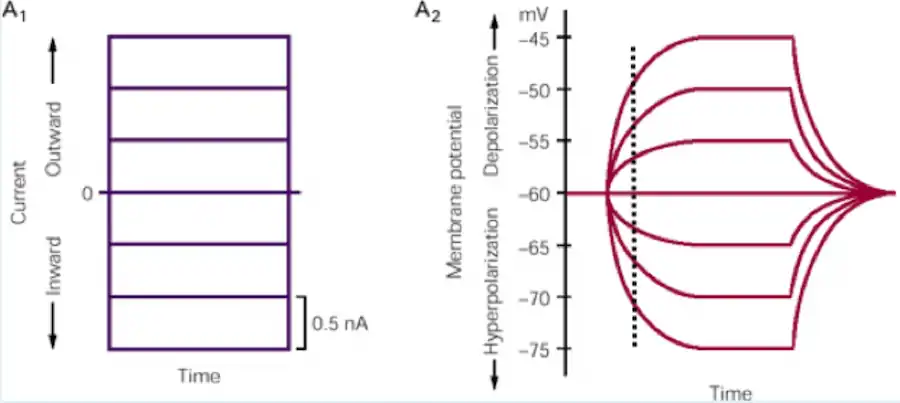 A1
Current
Outward
Inward
0
0.5 nA
Time
A2
mV
Membrane potential
Depolarization
Hyperpolarization
−45
−50
−55
−60
−65
−70
−75
Time